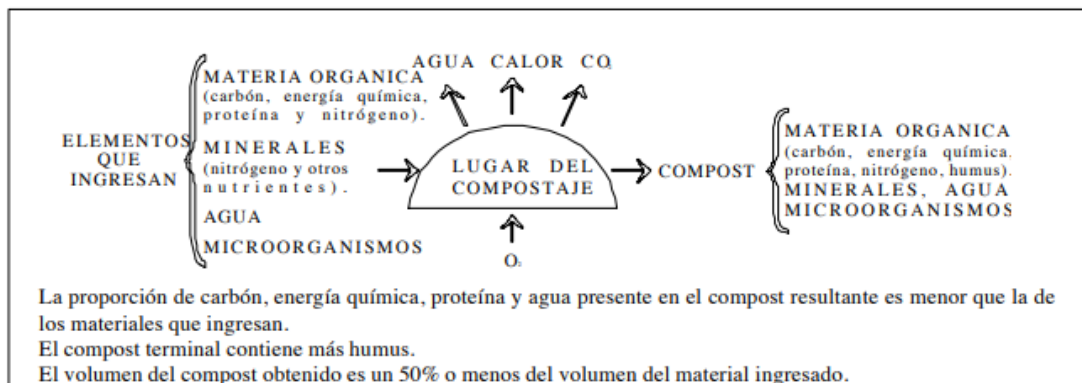 AGUA CALOR CO₂
ELEMENTOS
QUE
INGRESAN
MATERIA ORGANICA
(carbón, energía química,
proteína y nitrógeno).
MINERALES
(nitrógeno y otros
nutrientes).
AGUA
MICROORGANISMOS
LUGAR DEL
COMPOSTAJE
O₂
COMPOST
MATERIA ORGANICA
(carbón, energía química,
proteína, nitrógeno, humus).
MINERALES, AGUA
MICROORGANISMOS
La proporción de carbón, energía química, proteína y agua presente en el compost resultante es menor que la de
los materiales que ingresan.
El compost terminal contiene más humus.
El volumen del compost obtenido es un 50% o menos del volumen del material ingresado.